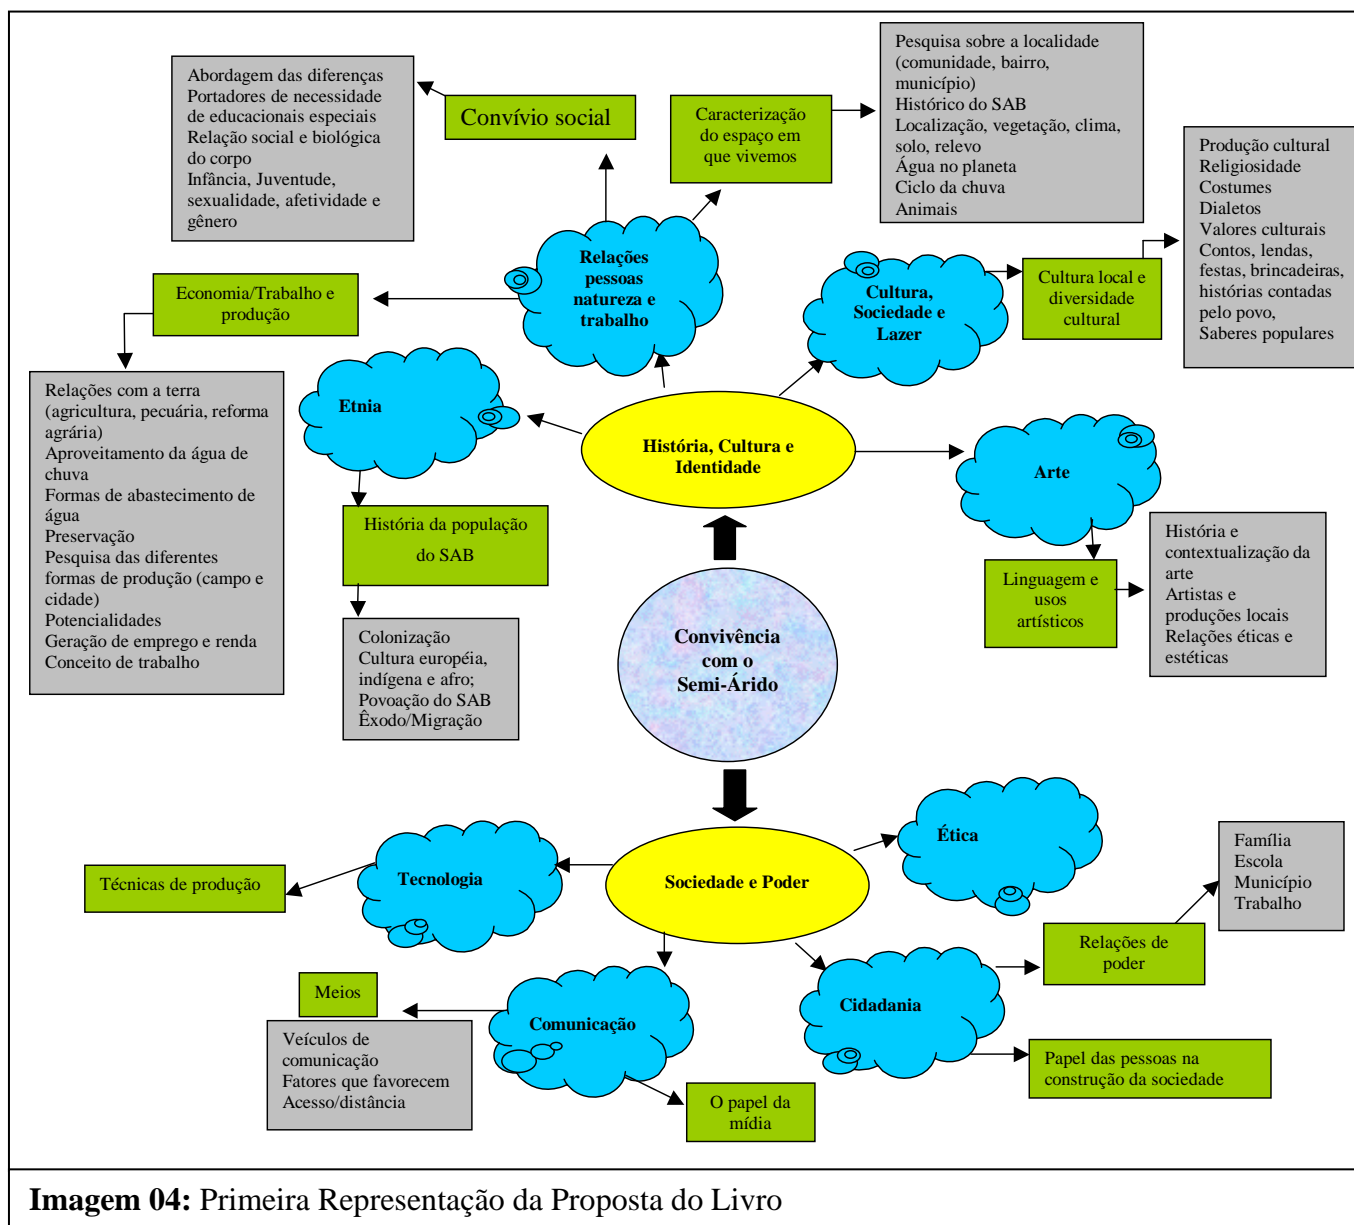 Abordagem das diferenças
Portadores de necessidade
de educacionais especiais
Relação social e biológica
do corpo
Infância, Juventude,
sexualidade, afetividade e
gênero
Convívio social
Caracterização
do espaço em
que vivemos
Pesquisa sobre a localidade
(comunidade, bairro,
município)
Histórico do SAB
Localização, vegetação, clima,
solo, relevo
Água no planeta
Ciclo da chuva
Animais
Produção cultural
Religiosidade
Costumes
Dialetos
Valores culturais
Contos, lendas,
festas, brincadeiras,
histórias contadas
pelo povo,
Saberes populares
Relações
pessoas
natureza e
trabalho
Cultura,
Sociedade e
Lazer
Cultura local e
diversidade
cultural
Economia/Trabalho e
produção
Relações com a terra
(agricultura, pecuária, reforma
agrária)
Aproveitamento da água de
chuva
Formas de abastecimento de
água
Preservação
Pesquisa das diferentes
formas de produção (campo e
cidade)
Potencialidades
Geração de emprego e renda
Conceito de trabalho
Etnia
História, Cultura e
Identidade
Arte
História da população
do SAB
Linguagem e
usos
artísticos
História e
contextualização da
arte
Artistas e
produções locais
Relações éticas e
estéticas
Colonização
Cultura européia,
indígena e afro;
Povoação do SAB
Êxodo/Migração
Convivência
com o
Semi-Árido
Ética
Família
Escola
Município
Trabalho
Técnicas de produção
Tecnologia
Sociedade e Poder
Relações de
poder
Meios
Veículos de
comunicação
Fatores que favorecem
Acesso/distância
Comunicação
Cidadania
Papel das pessoas na
construção da sociedade
O papel da
mídia
Imagem 04: Primeira Representação da Proposta do Livro